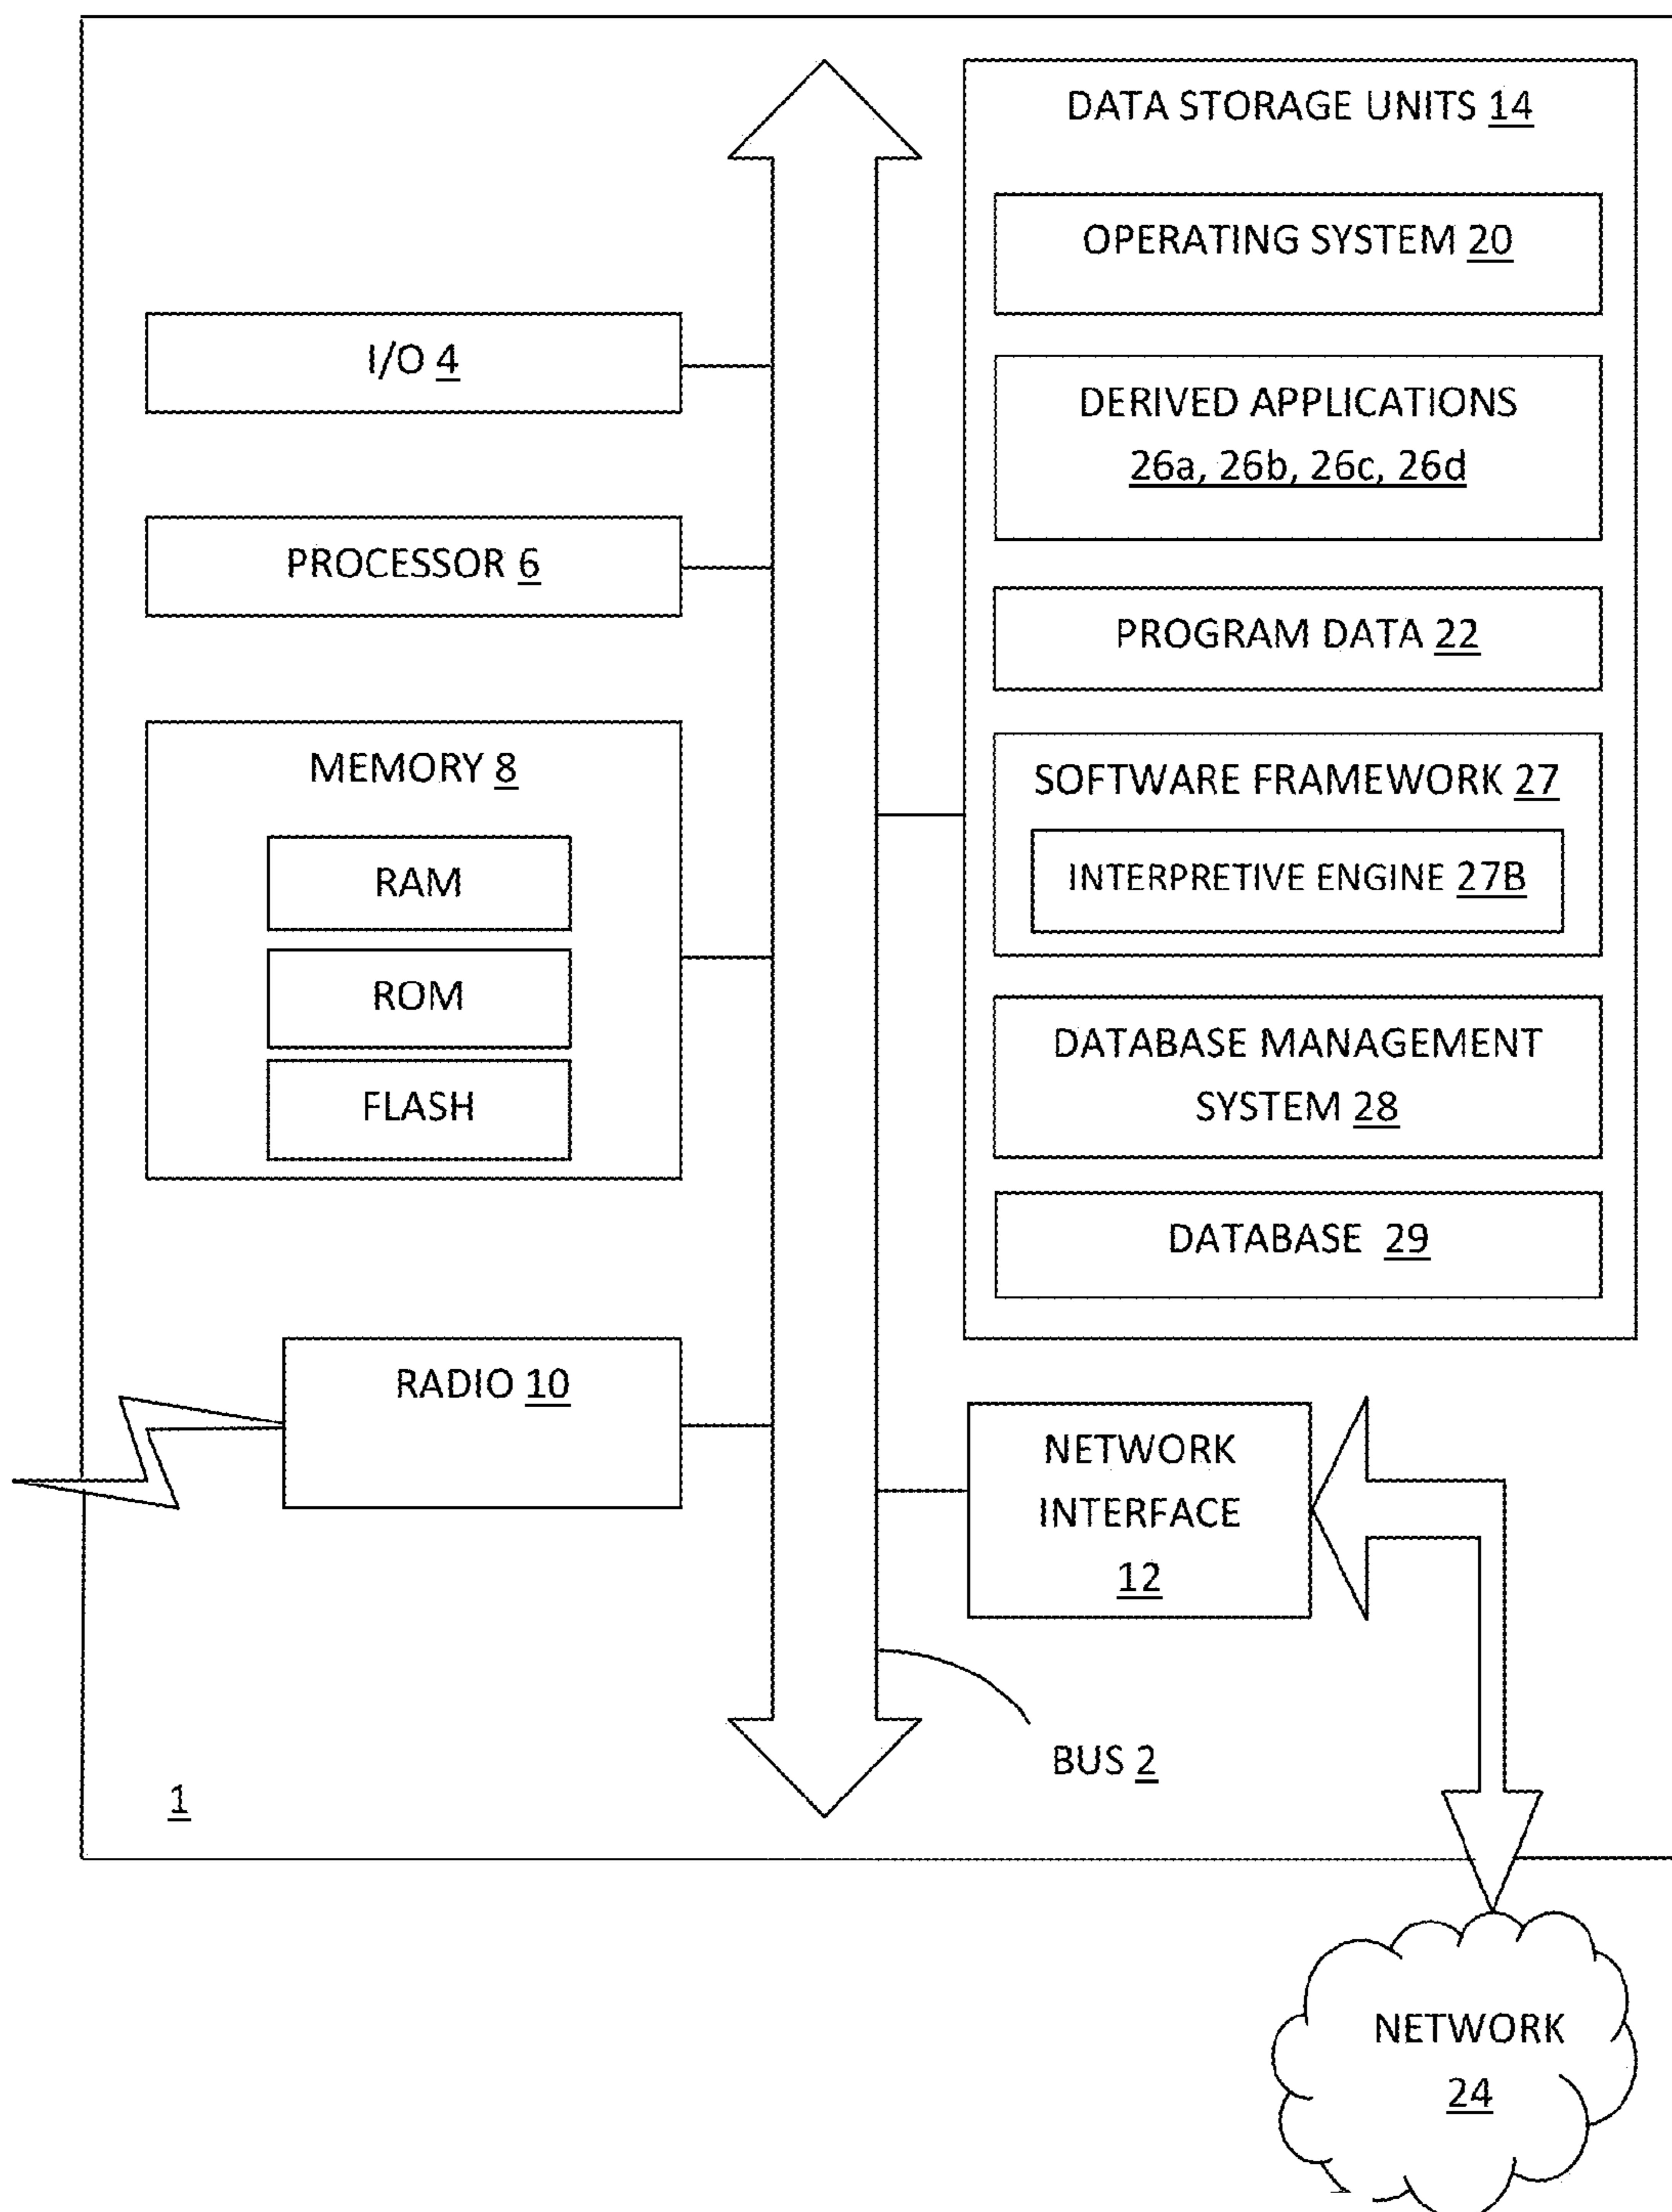 I/O 4
PROCESSOR 6
MEMORY 8
RAM
ROM
FLASH
RADIO 10
1
DATA STORAGE UNITS 14
OPERATING SYSTEM 20
DERIVED APPLICATIONS
26a, 26b, 26c, 26d
PROGRAM DATA 22
SOFTWARE FRAMEWORK 27
INTERPRETIVE ENGINE 27B
DATABASE MANAGEMENT
SYSTEM 28
DATABASE 29
NETWORK
INTERFACE
12
BUS 2
NETWORK
24